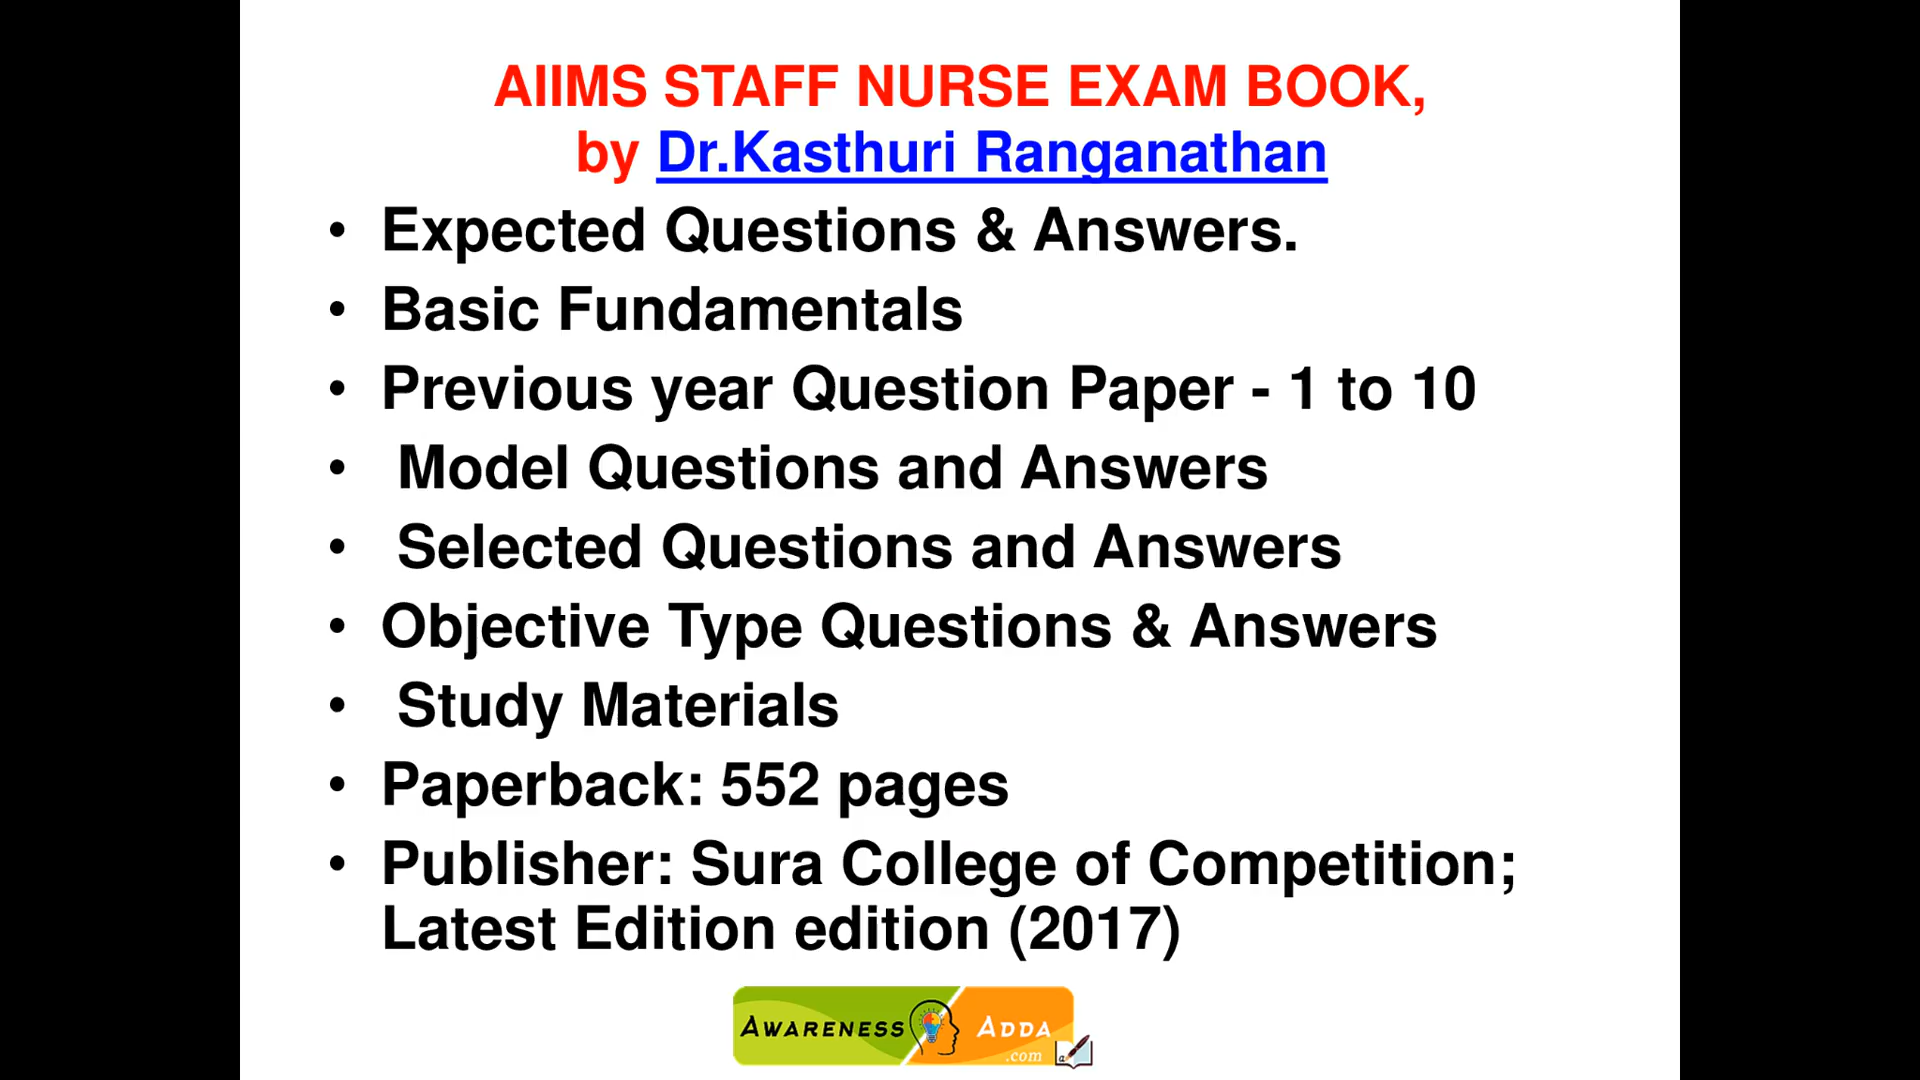 AIIMS STAFF NURSE EXAM BOOK,
by Dr.Kasthuri Ranganathan
• Expected Questions & Answers.
• Basic Fundamentals
• Previous year Question Paper - 1 to 10
• Model Questions and Answers
• Selected Questions and Answers
• Objective Type Questions & Answers
• Study Materials
• Paperback: 552 pages
• Publisher: Sura College of Competition;
Latest Edition edition (2017)
AWARENESS ADDA
.com
a